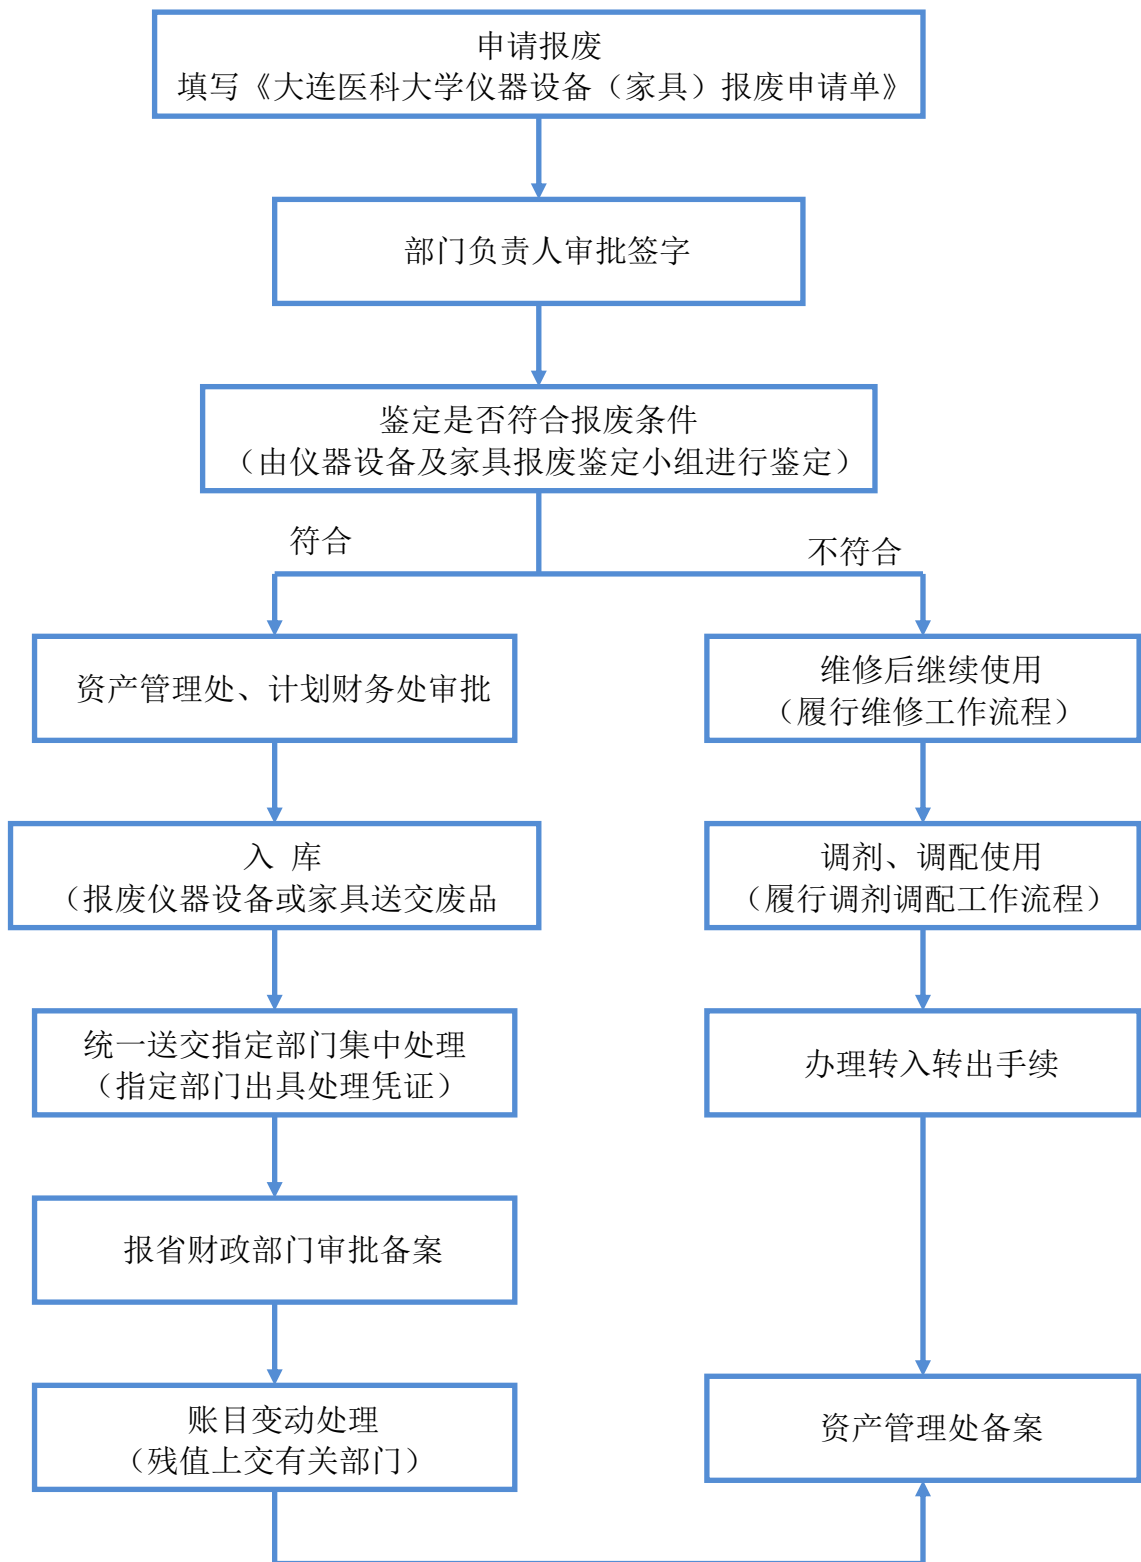 申请报废
填写《大连医科大学仪器设备（家具）报废申请单》
部门负责人审批签字
鉴定是否符合报废条件
（由仪器设备及家具报废鉴定小组进行鉴定）
符合
不符合
资产管理处、计划财务处审批
维修后继续使用
（履行维修工作流程）
入 库
（报废仪器设备或家具送交废品
调剂、调配使用
（履行调剂调配工作流程）
统一送交指定部门集中处理
（指定部门出具处理凭证）
办理转入转出手续
报省财政部门审批备案
账目变动处理
（残值上交有关部门）
资产管理处备案